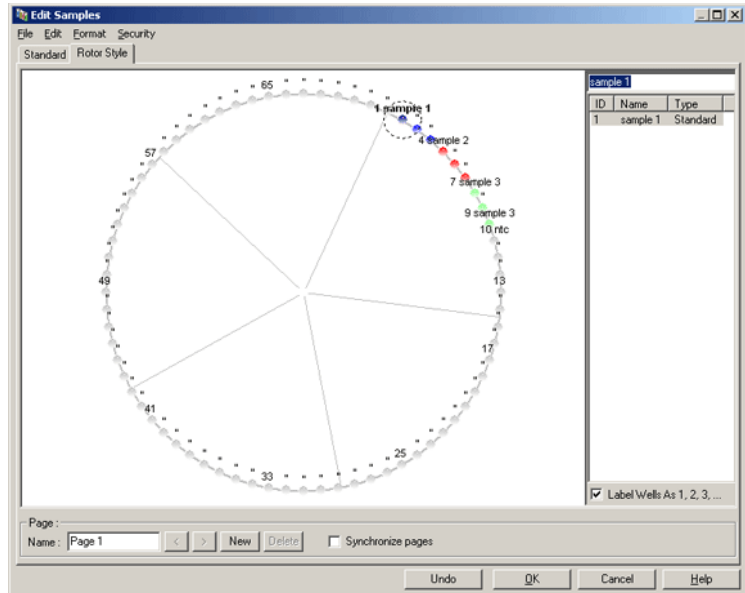 Edit Samples
File Edit Format Security
Standard Rotor Style
sample 1
ID Name Type
1 sample 1 Standard
65
1 sample 1
4 sample 2
57
7 sample 3
9 sample 3
10 ntc
49
13
17
41
25
33
Label Wells As 1, 2, 3, ...
Page :
Name : Page 1 < > New Delete Synchronize pages
Undo OK Cancel Help